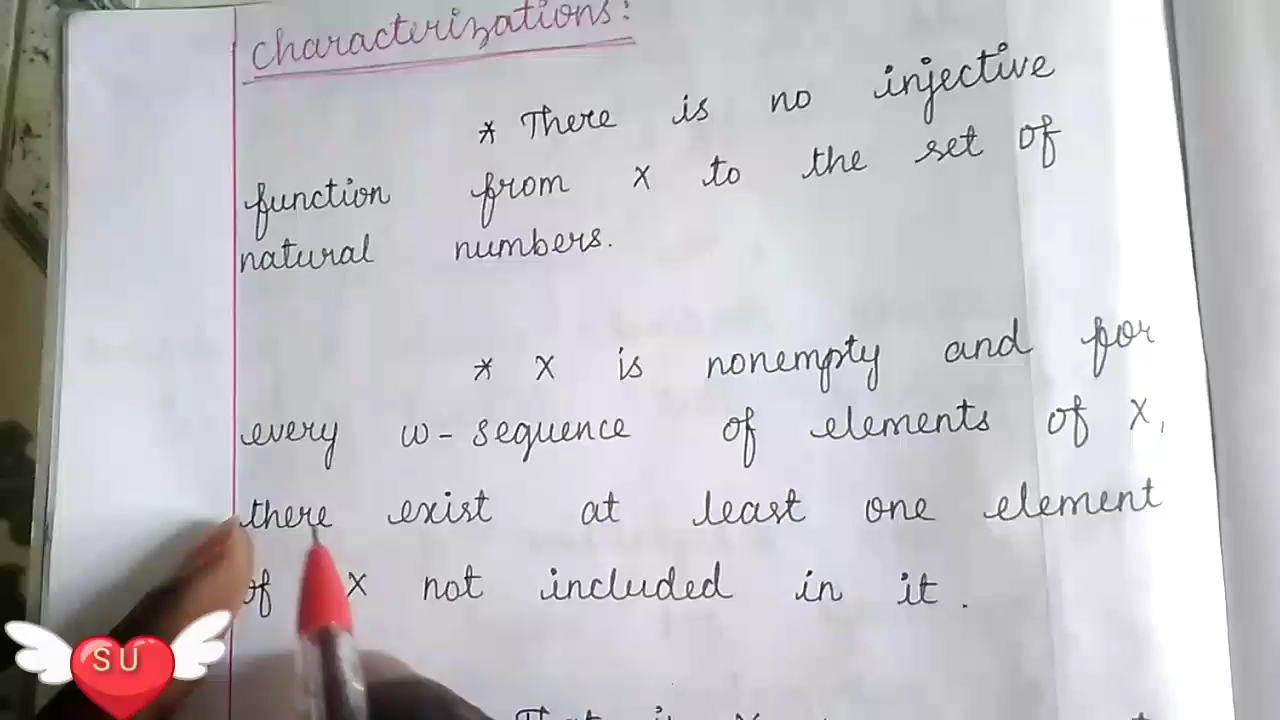 Characterizations:
* There is no injective
function from X to the set of
natural numbers.
* X is nonempty and for
every ω-sequence of elements of X,
there exist at least one element
of X not included in it.
SU